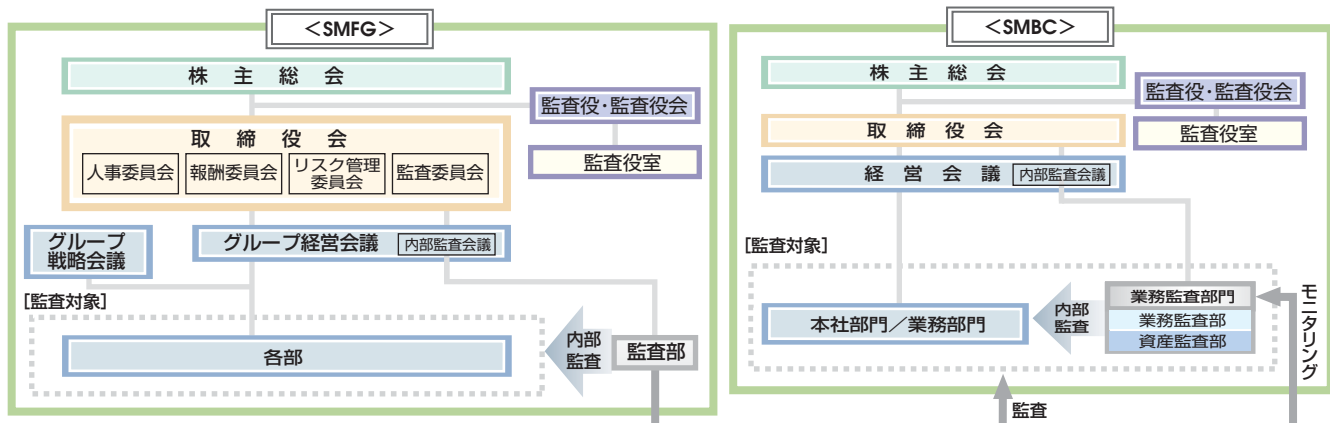 ＜SMFG＞
株主総会
監査役・監査役会
監査役室
取締役会
人事委員会
報酬委員会
リスク管理
委員会
監査委員会
グループ
戦略会議
グループ経営会議
内部監査会議
[監査対象]
各部
内部
監査
監査部
＜SMBC＞
株主総会
監査役・監査役会
監査役室
取締役会
経営会議
内部監査会議
[監査対象]
本社部門／業務部門
内部
監査
業務監査部門
業務監査部
資産監査部
モニタリング
監査